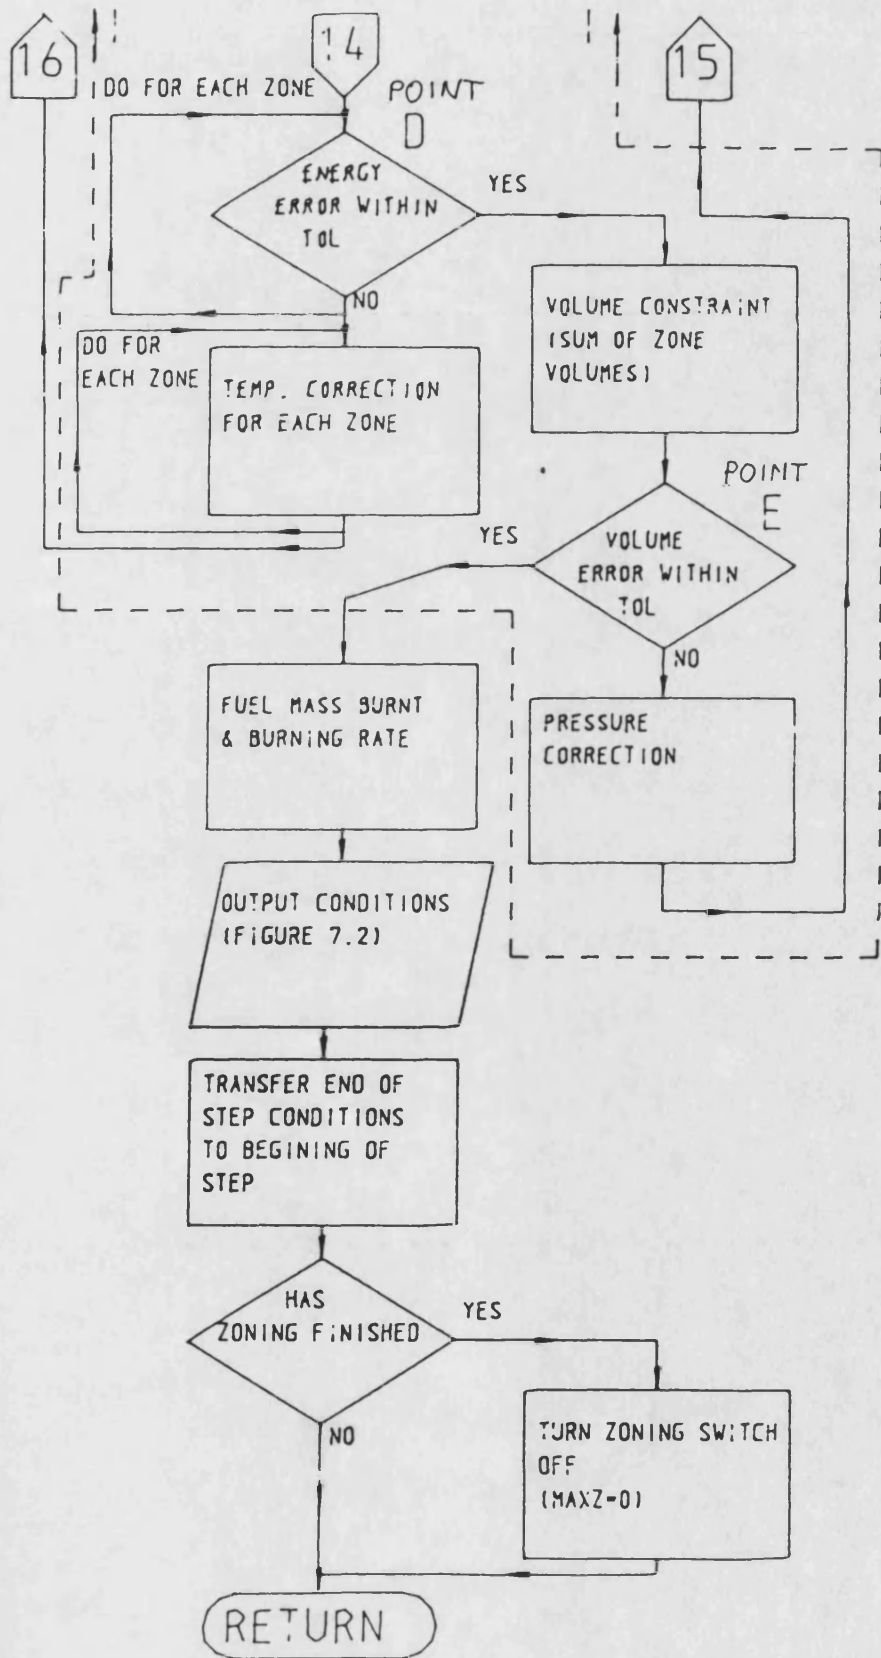 16
14
15
DO FOR EACH ZONE
POINT
D
ENERGY
ERROR WITHIN
TOL
YES
NO
VOLUME CONSTRAINT
(SUM OF ZONE
VOLUMES)
DO FOR
EACH ZONE
TEMP. CORRECTION
FOR EACH ZONE
POINT
E
YES
VOLUME
ERROR WITHIN
TOL
NO
FUEL MASS BURNT
& BURNING RATE
PRESSURE
CORRECTION
OUTPUT CONDITIONS
(FIGURE 7.2)
TRANSFER END OF
STEP CONDITIONS
TO BEGINING OF
STEP
HAS
ZONING FINISHED
YES
NO
TURN ZONING SWITCH
OFF
(MAXZ=0)
RETURN